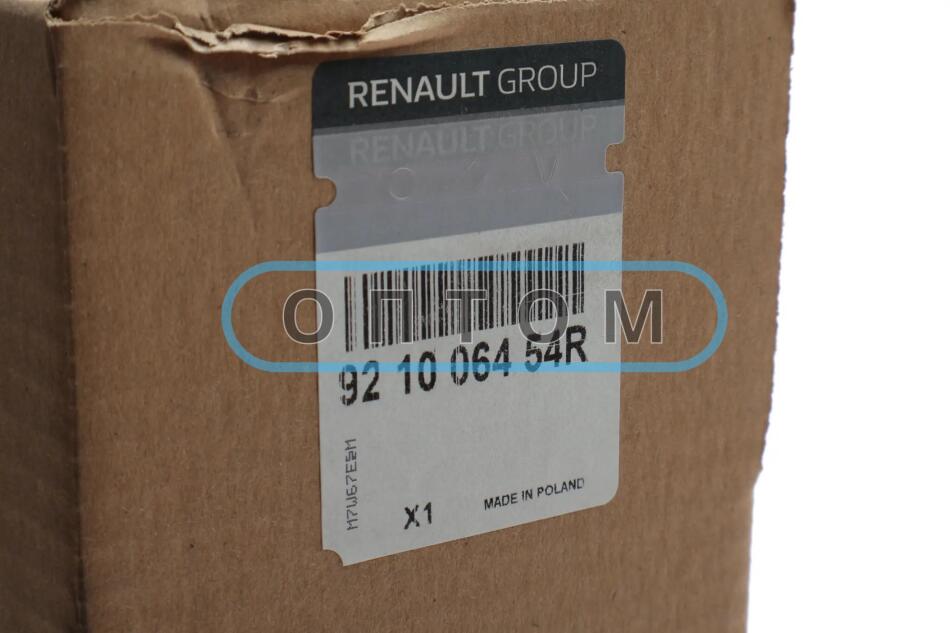 RENAULT GROUP
RENAULT GROUP
ОПТОМ
92 10 064 54R
M7W67E5M
X1
MADE IN POLAND